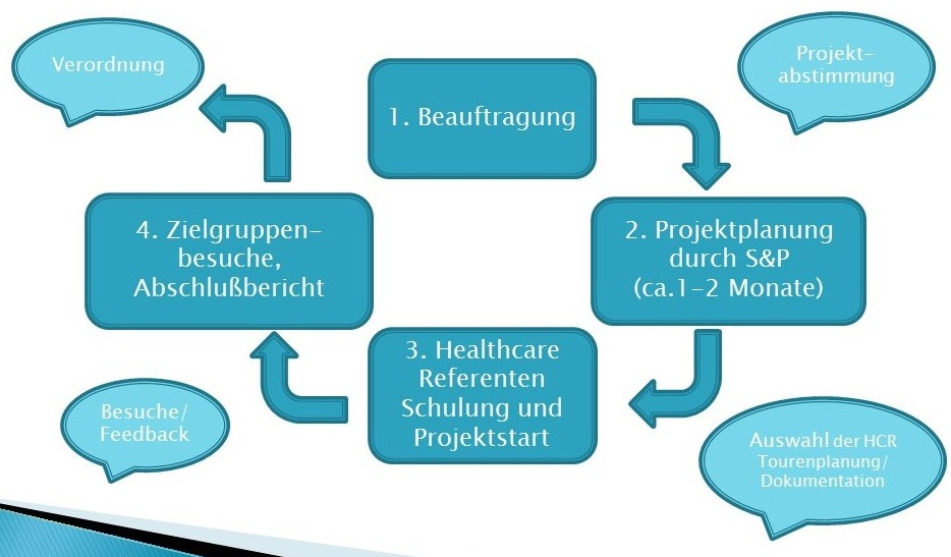 Verordnung
1. Beauftragung
Projekt-
abstimmung
4. Zielgruppen-
besuche,
Abschlußbericht
2. Projektplanung
durch S&P
(ca.1-2 Monate)
3. Healthcare
Referenten
Schulung und
Projektstart
Besuche/
Feedback
Auswahl der HCR
Tourenplanung/
Dokumentation